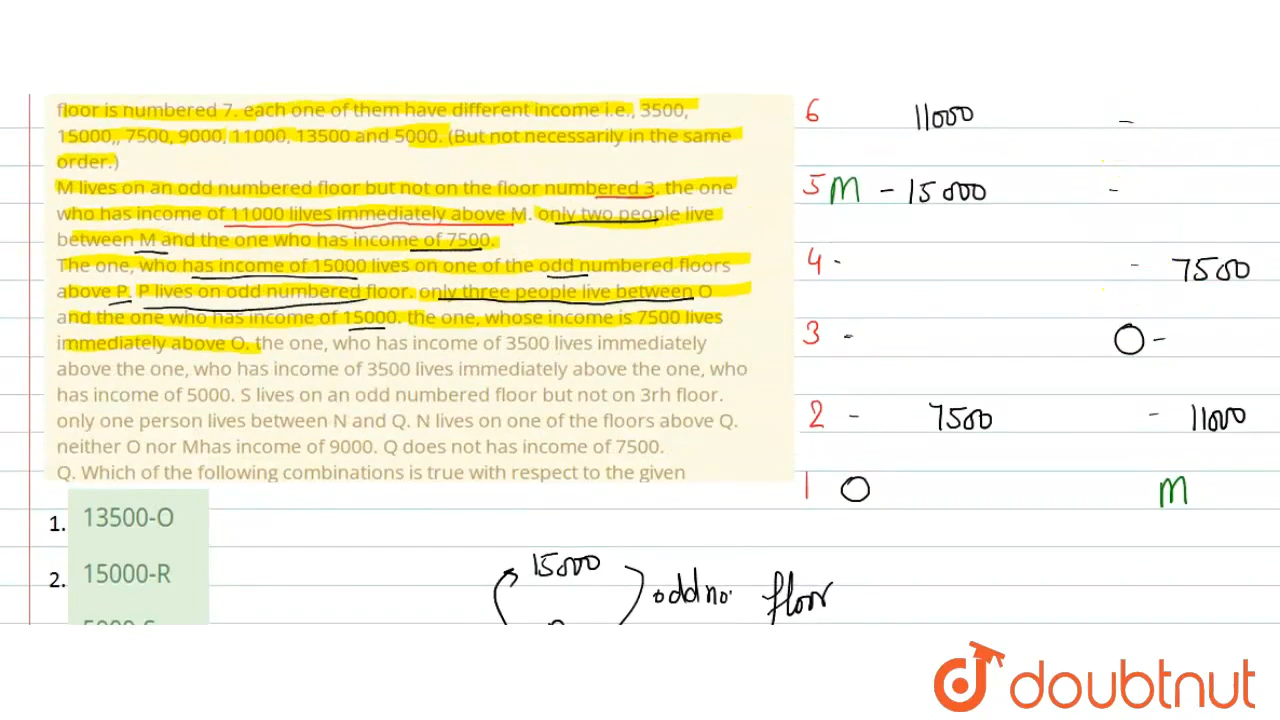 floor is numbered 7. each one of them have different income i.e., 3500,
15000,, 7500, 9000, 11000, 13500 and 5000. (But not necessarily in the same
order.)
M lives on an odd numbered floor but not on the floor numbered 3. the one
who has income of 11000 lilves immediately above M. only two people live
between M and the one who has income of 7500.
The one, who has income of 15000 lives on one of the odd numbered floors
above P. P lives on odd numbered floor. only three people live between O
and the one who has income of 15000. the one, whose income is 7500 lives
immediately above O. the one, who has income of 3500 lives immediately
above the one, who has income of 3500 lives immediately above the one, who
has income of 5000. S lives on an odd numbered floor but not on 3rh floor.
only one person lives between N and Q. N lives on one of the floors above Q.
neither O nor Mhas income of 9000. Q does not has income of 7500.
Q. Which of the following combinations is true with respect to the given
1. 13500-O
2. 15000-R
6 11000 -
5 M - 15000 -
4 - - 7500
3 - O -
2 - 7500 - 11000
1 O M
15000 odd no. floor
doubtnut